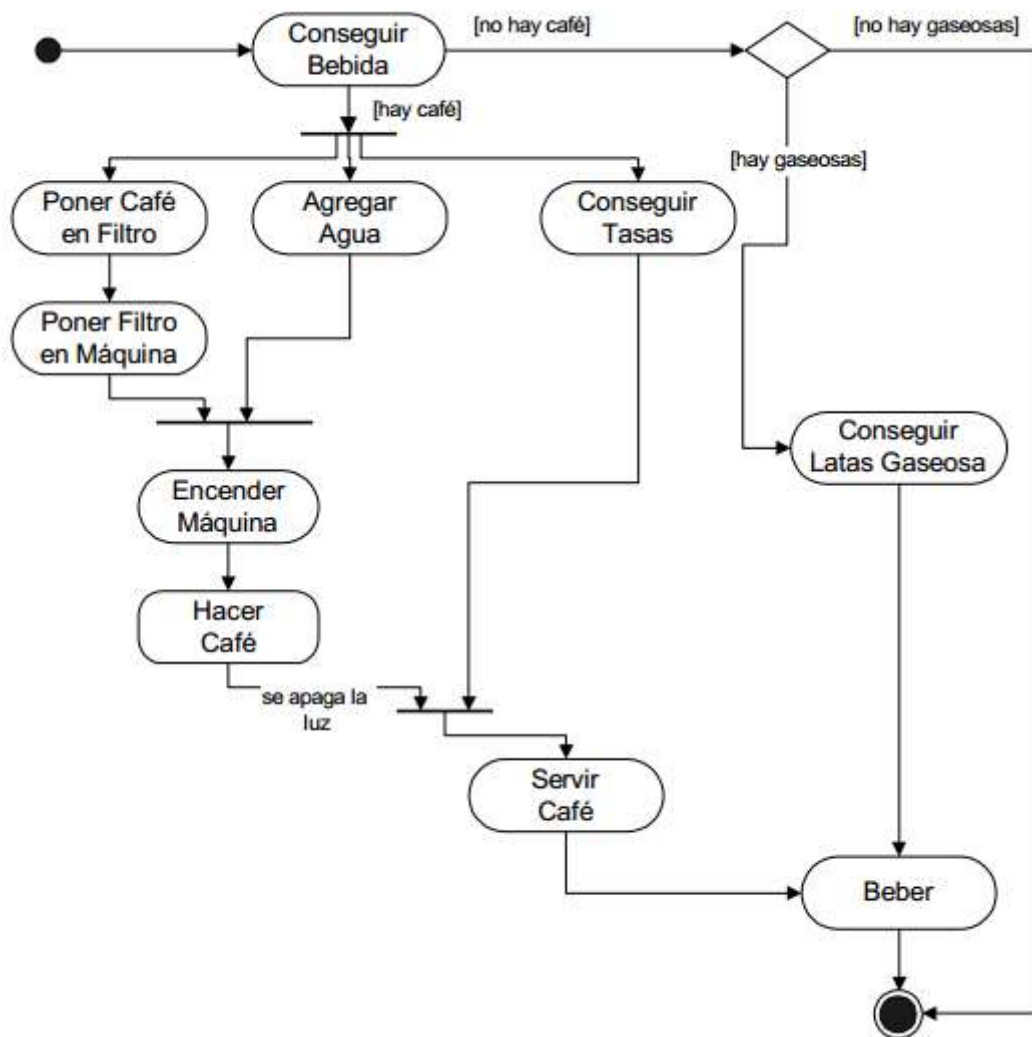 Conseguir
Bebida
[no hay café]
[no hay gaseosas]
[hay café]
[hay gaseosas]
Poner Café
en Filtro
Agregar
Agua
Conseguir
Tasas
Poner Filtro
en Máquina
Conseguir
Latas Gaseosa
Encender
Máquina
Hacer
Café
se apaga la
luz
Servir
Café
Beber